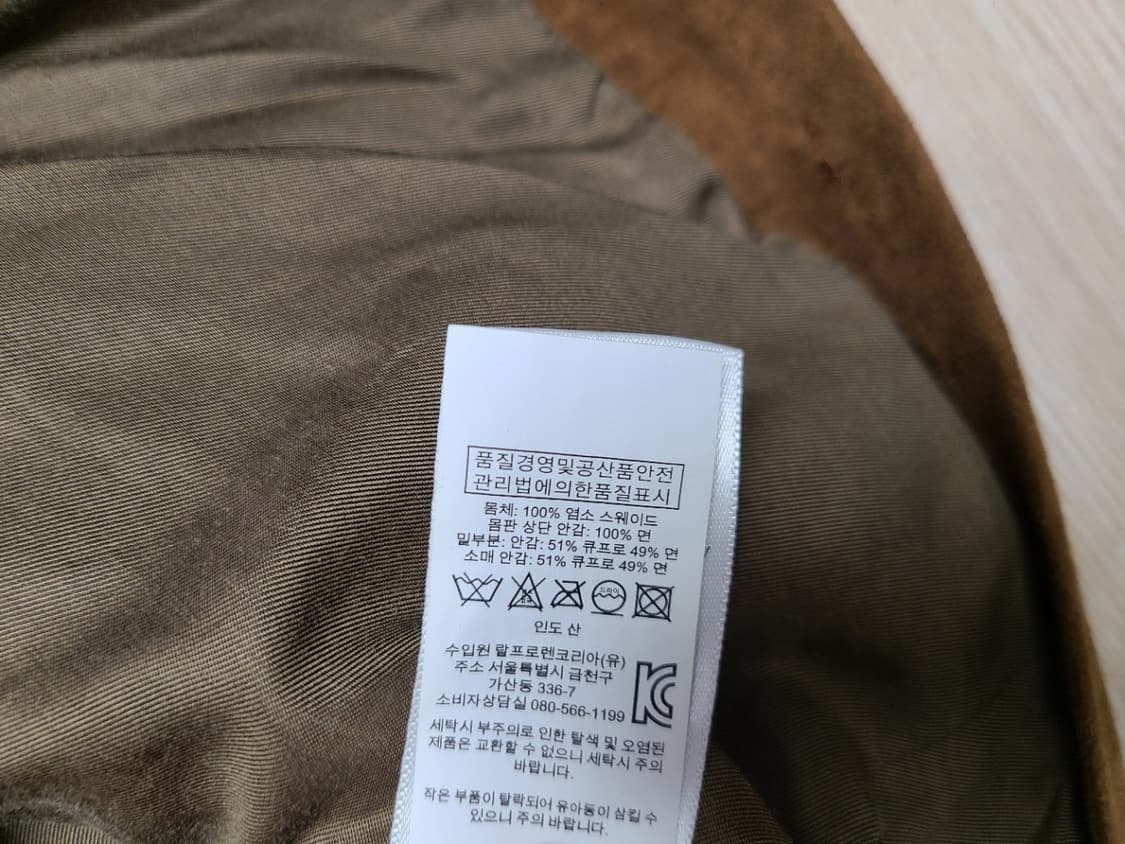 품질경영및공산품안전
관리법에의한품질표시
몸체: 100% 염소 스웨이드
몸판 상단 안감: 100% 면
밑부분: 안감: 51% 큐프로 49% 면
소매 안감: 51% 큐프로 49% 면
드라이
인도 산
수입원 랄프로렌코리아(유)
주소 서울특별시 금천구
가산동 336-7
소비자상담실 080-566-1199
세탁시 부주의로 인한 탈색 및 오염된
제품은 교환할 수 없으니 세탁시 주의
바랍니다.
작은 부품이 탈락되어 유아동이 삼킬 수
있으니 주의 바랍니다.